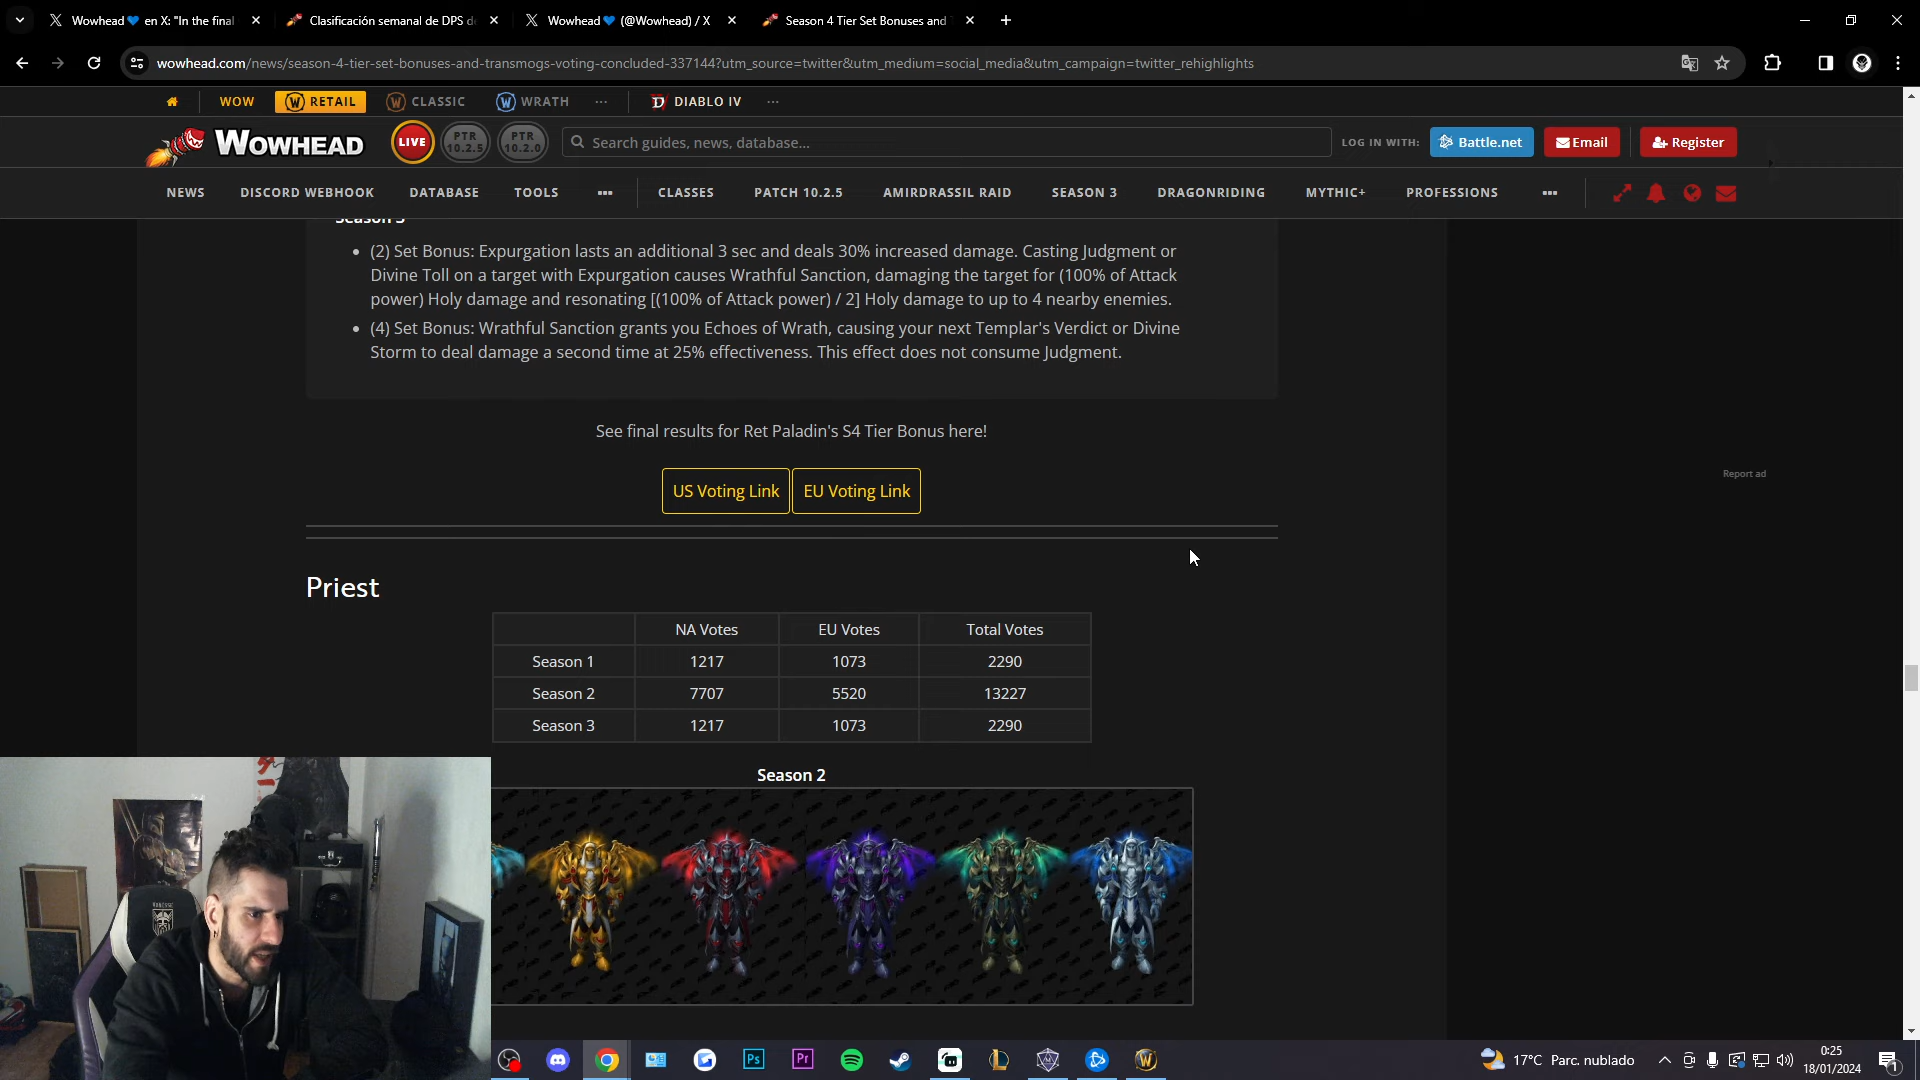 Wowhead💙 en X: "In the final
Clasificación semanal de DPS de
Wowhead💙 (@Wowhead) / X
Season 4 Tier Set Bonuses and
wowhead.com/news/season-4-tier-set-bonuses-and-transmogs-voting-concluded-337144?utm_source=twitter&utm_medium=social_media&utm_campaign=twitter_rehighlights
WOW RETAIL CLASSIC WRATH ... DIABLO IV ...
WOWHEAD LIVE PTR 10.2.5 PTR 10.2.0 Search guides, news, database... LOG IN WITH: Battle.net Email Register
NEWS DISCORD WEBHOOK DATABASE TOOLS ... CLASSES PATCH 10.2.5 AMIRDRASSIL RAID SEASON 3 DRAGONRIDING MYTHIC+ PROFESSIONS ...
Season 3
• (2) Set Bonus: Expurgation lasts an additional 3 sec and deals 30% increased damage. Casting Judgment or
Divine Toll on a target with Expurgation causes Wrathful Sanction, damaging the target for (100% of Attack
power) Holy damage and resonating [(100% of Attack power) / 2] Holy damage to up to 4 nearby enemies.
• (4) Set Bonus: Wrathful Sanction grants you Echoes of Wrath, causing your next Templar's Verdict or Divine
Storm to deal damage a second time at 25% effectiveness. This effect does not consume Judgment.
See final results for Ret Paladin's S4 Tier Bonus here!
Report ad
US Voting Link EU Voting Link
Priest
NA Votes EU Votes Total Votes
Season 1 1217 1073 2290
Season 2 7707 5520 13227
Season 3 1217 1073 2290
Season 2
Ps Pr 17°C Parc. nublado 0:25
18/01/2024 1